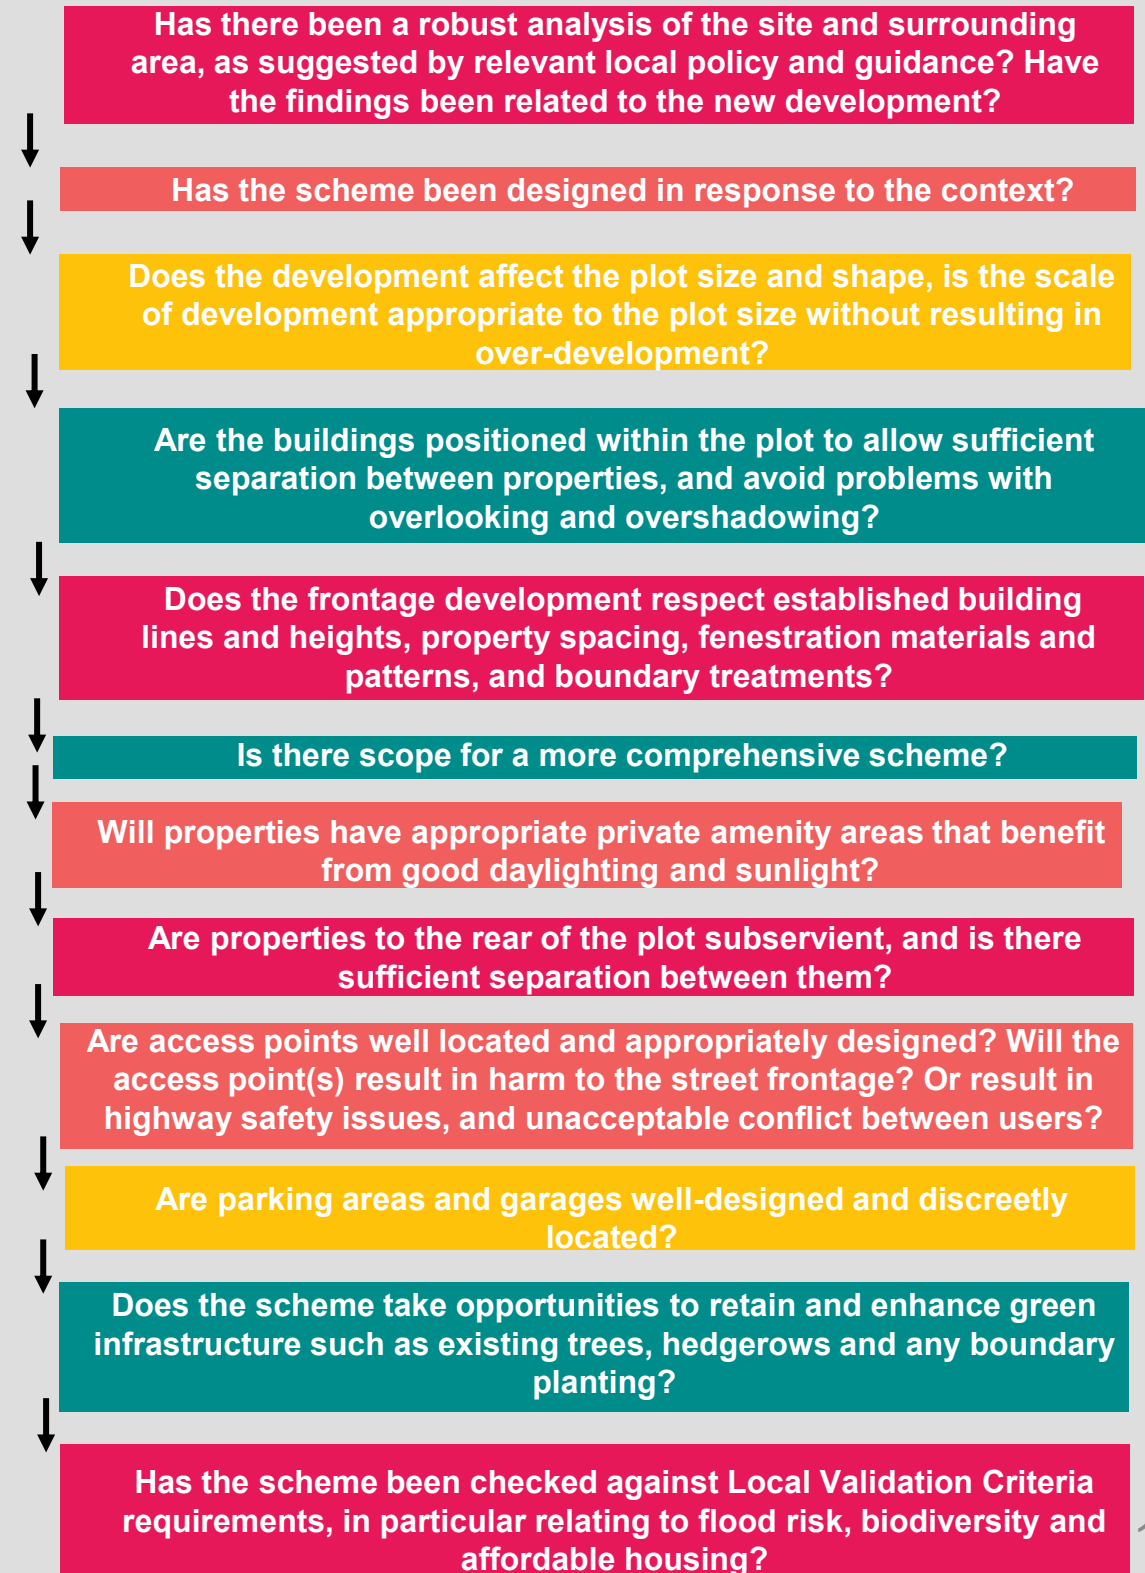 Has there been a robust analysis of the site and surrounding
area, as suggested by relevant local policy and guidance? Have
the findings been related to the new development?
Has the scheme been designed in response to the context?
Does the development affect the plot size and shape, is the scale
of development appropriate to the plot size without resulting in
over-development?
Are the buildings positioned within the plot to allow sufficient
separation between properties, and avoid problems with
overlooking and overshadowing?
Does the frontage development respect established building
lines and heights, property spacing, fenestration materials and
patterns, and boundary treatments?
Is there scope for a more comprehensive scheme?
Will properties have appropriate private amenity areas that benefit
from good daylighting and sunlight?
Are properties to the rear of the plot subservient, and is there
sufficient separation between them?
Are access points well located and appropriately designed? Will the
access point(s) result in harm to the street frontage? Or result in
highway safety issues, and unacceptable conflict between users?
Are parking areas and garages well-designed and discreetly
located?
Does the scheme take opportunities to retain and enhance green
infrastructure such as existing trees, hedgerows and any boundary
planting?
Has the scheme been checked against Local Validation Criteria
requirements, in particular relating to flood risk, biodiversity and
affordable housing?